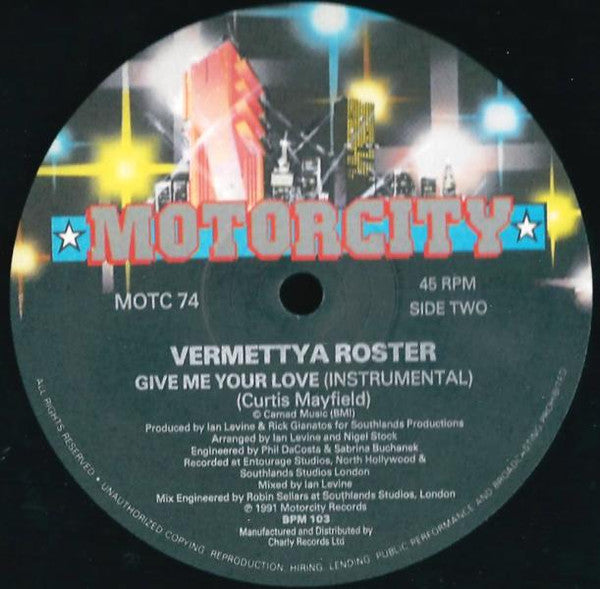 MOTORCITY
MOTC 74
45 RPM
SIDE TWO
VERMETTYA ROSTER
GIVE ME YOUR LOVE (INSTRUMENTAL)
(Curtis Mayfield)
© Camad Music (BMI)
Produced by Ian Levine & Rick Gianatos for Southlands Productions
Arranged by Ian Levine and Nigel Stock
Engineered by Phil DaCosta & Sabrina Buchanek
Recorded at Entourage Studios, North Hollywood &
Southlands Studios London
Mixed by Ian Levine
Mix Engineered by Robin Sellars at Southlands Studios, London
℗ 1991 Motorcity Records
BPM 103
Manufactured and Distributed by
Charly Records Ltd
ALL RIGHTS RESERVED • UNAUTHORIZED COPYING REPRODUCTION HIRING LENDING PUBLIC PERFORMANCE AND BROADCASTING PROHIBITED